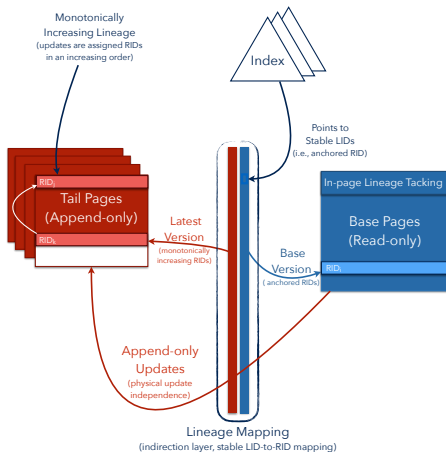 Monotonically
Increasing Lineage
(updates are assigned RIDs
in an increasing order)
Index
Points to
Stable LIDs
(i.e., anchored RID)
RIDj
Tail Pages
(Append-only)
RIDk
In-page Lineage Tacking
Base Pages
(Read-only)
RIDi
Latest
Version
(monotonically
increasing RIDs)
Base
Version
( anchored RIDs)
Append-only
Updates
(physical update
independence)
Lineage Mapping
(indirection layer, stable LID-to-RID mapping)